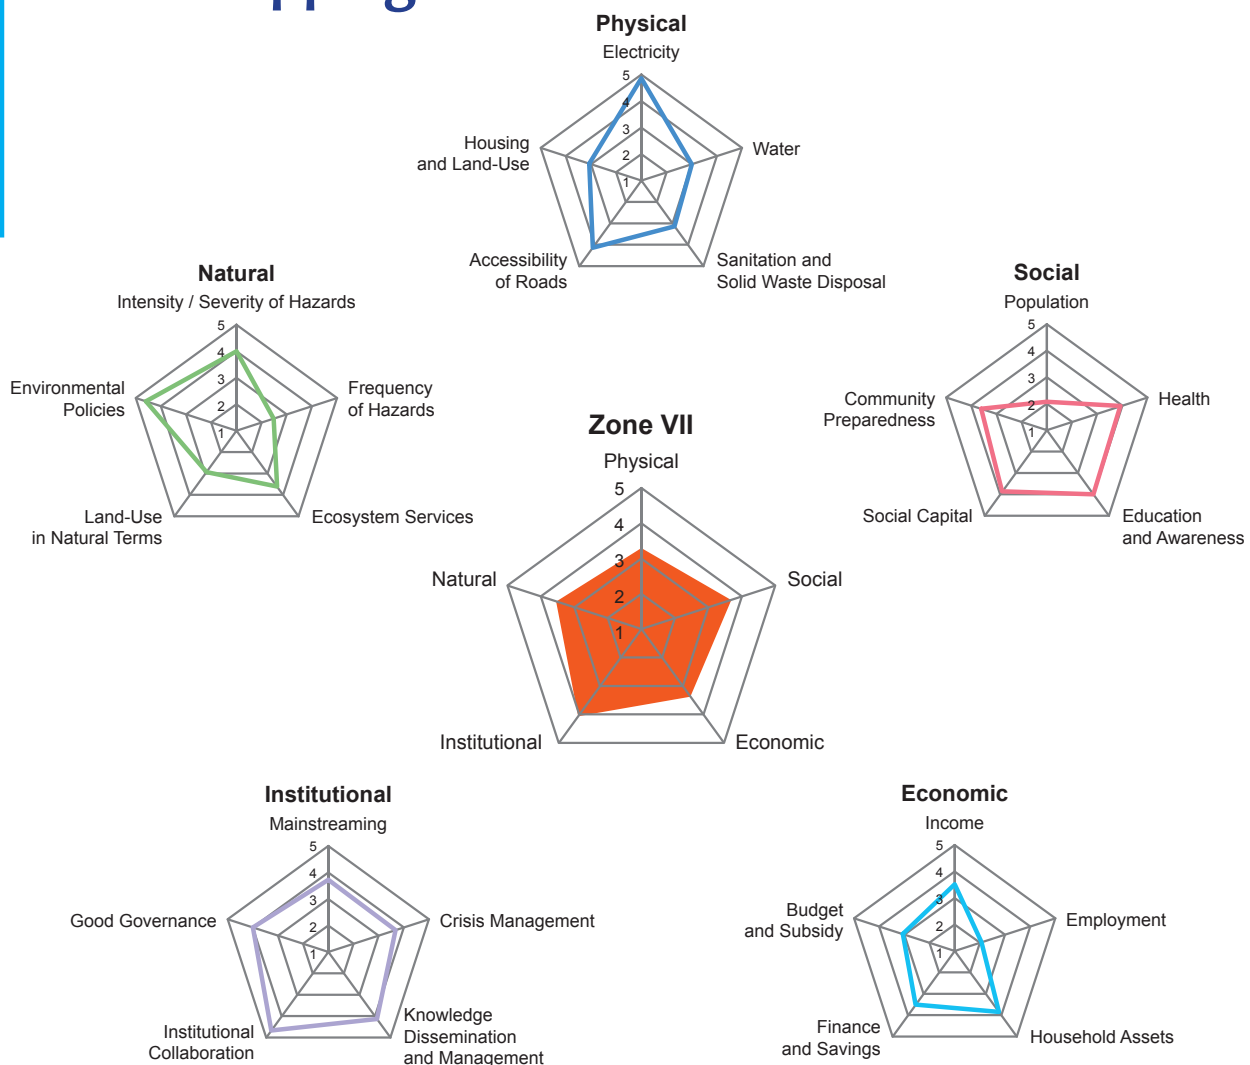 Physical
Electricity
5
4
3
2
1
Housing
and Land-Use
Water
Accessibility
of Roads
Sanitation and
Solid Waste Disposal
Natural
Intensity / Severity of Hazards
5
4
3
2
1
Environmental
Policies
Frequency
of Hazards
Land-Use
in Natural Terms
Ecosystem Services
Social
Population
5
4
3
2
1
Community
Preparedness
Health
Social Capital
Education
and Awareness
Zone VII
Physical
5
4
3
2
1
Natural
Social
Institutional
Economic
Institutional
Mainstreaming
5
4
3
2
1
Good Governance
Crisis Management
Institutional
Collaboration
Knowledge
Dissemination
and Management
Economic
Income
5
4
3
2
1
Budget
and Subsidy
Employment
Finance
and Savings
Household Assets